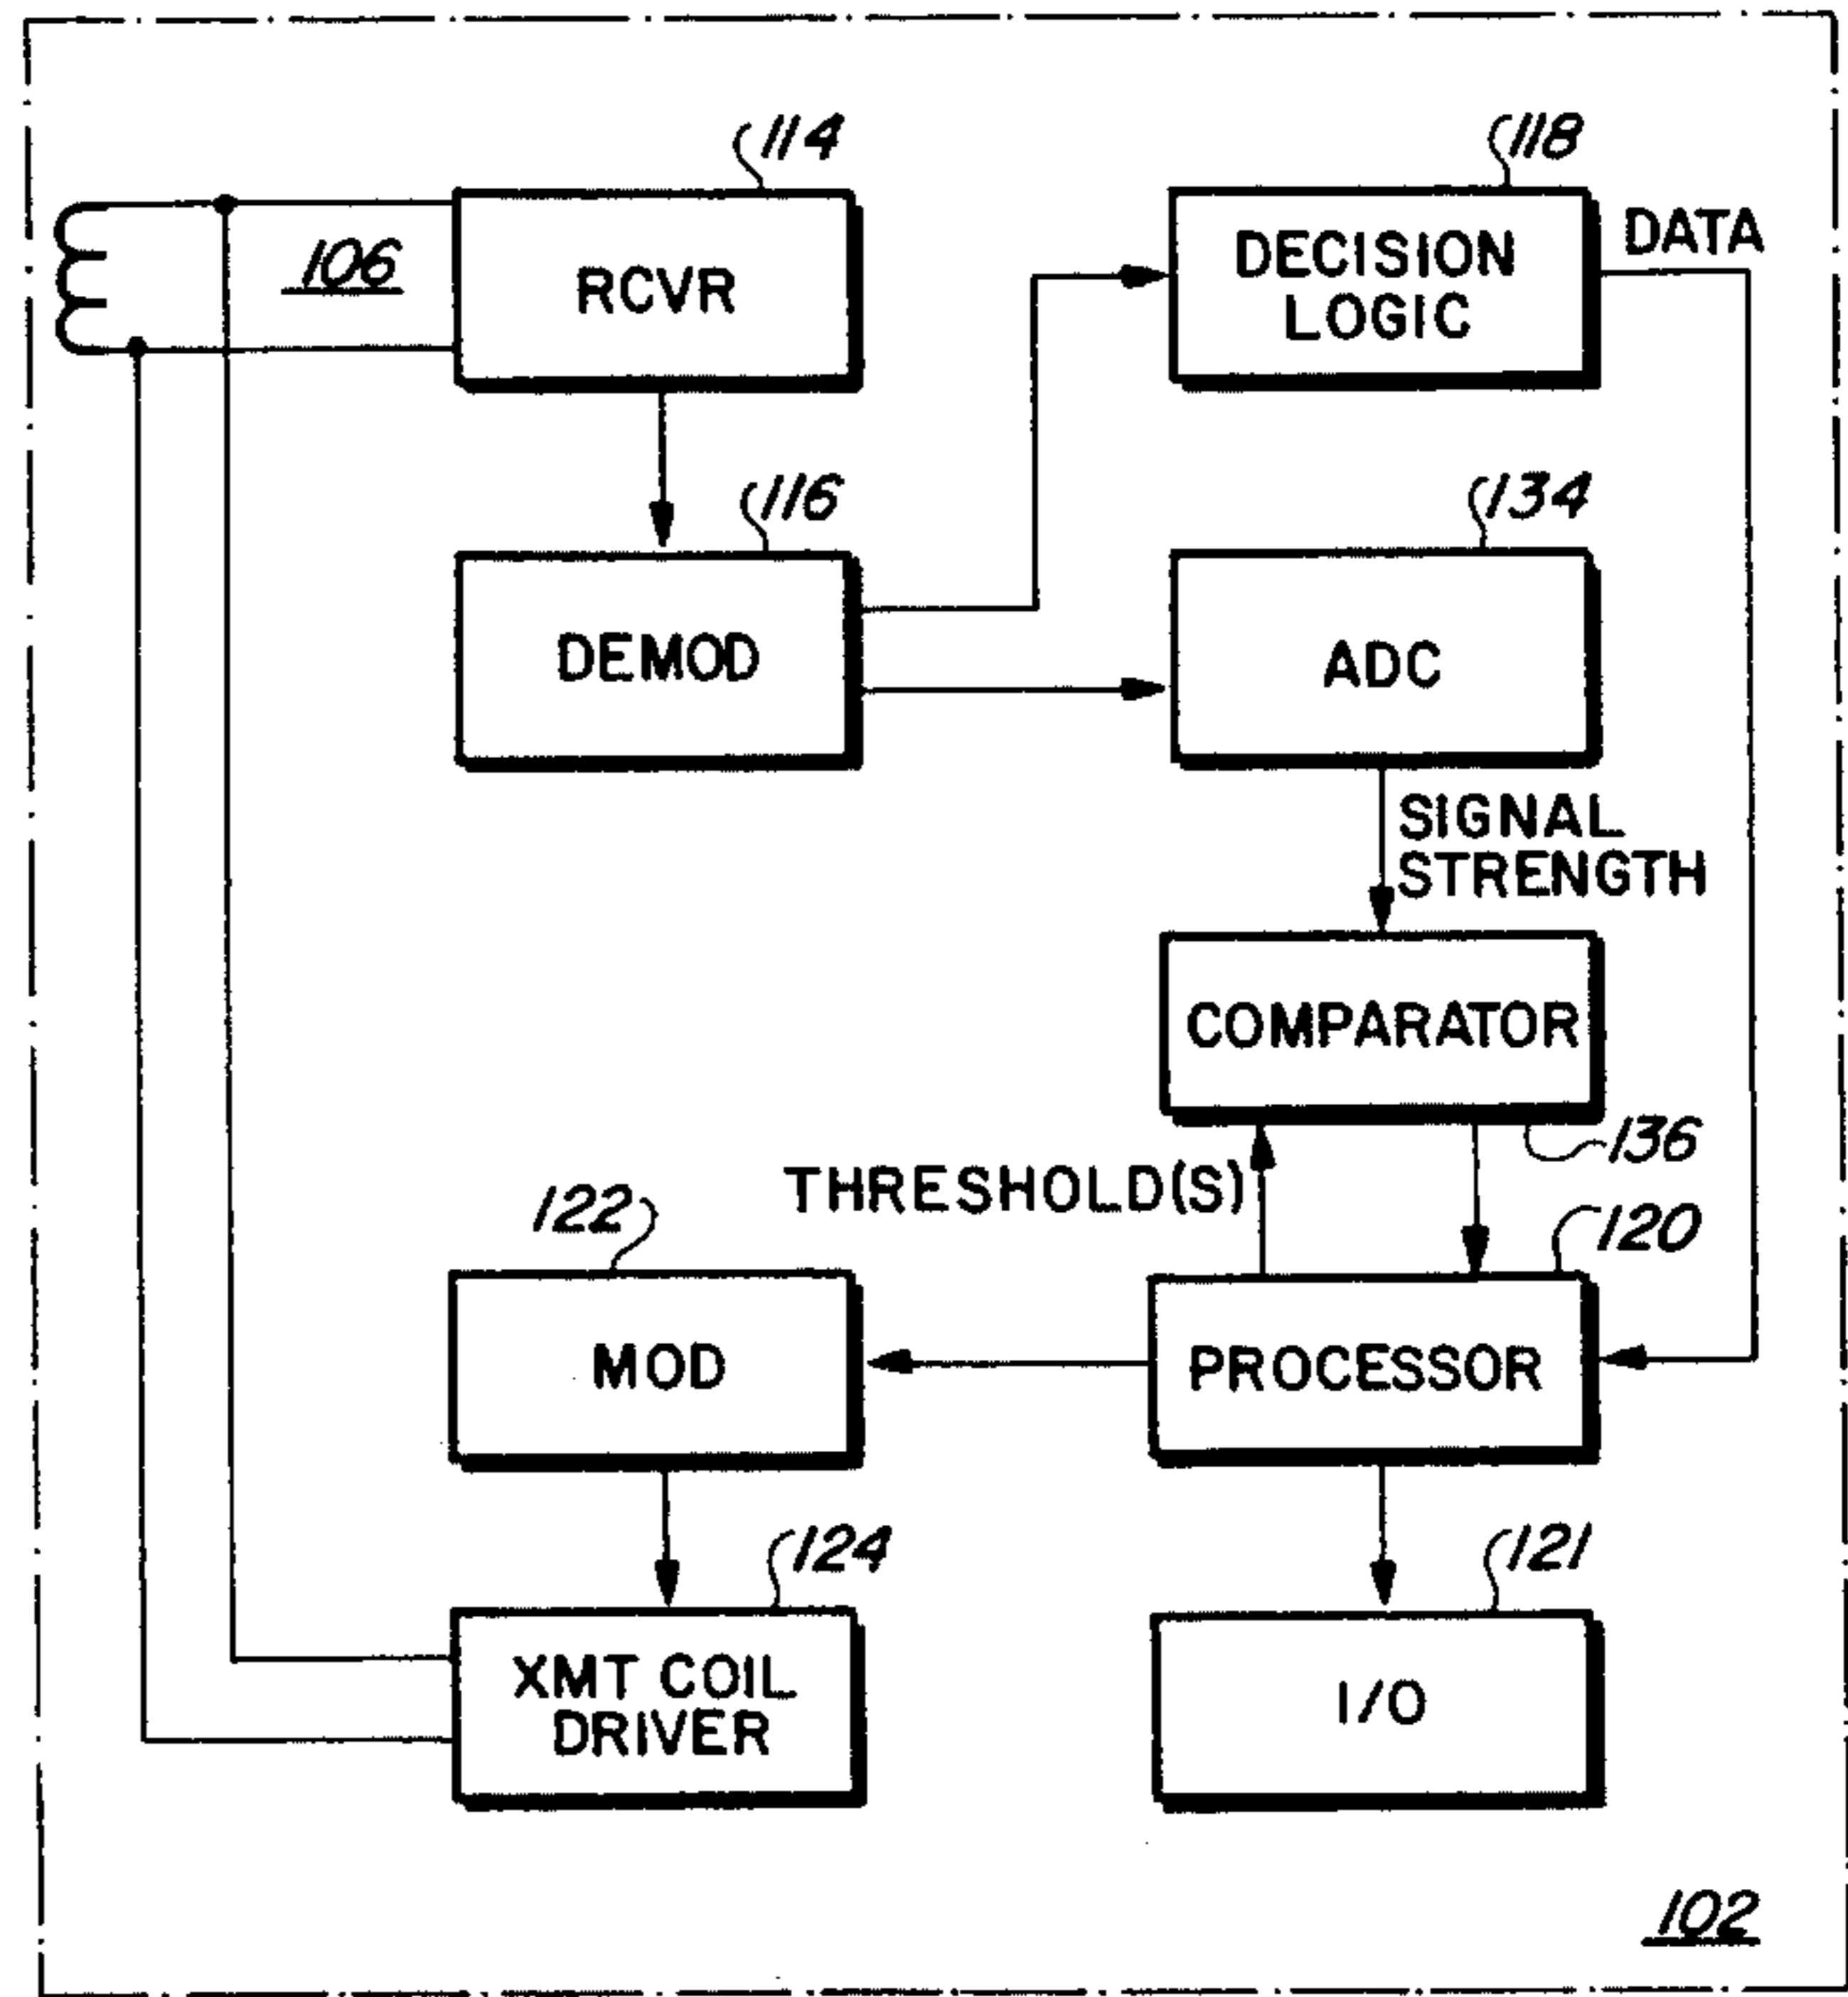 114
118
106
RCVR
DECISION
LOGIC
DATA
116
134
DEMOD
ADC
SIGNAL
STRENGTH
COMPARATOR
136
THRESHOLD(S)
122
120
MOD
PROCESSOR
124
121
XMT COIL
DRIVER
I/O
102